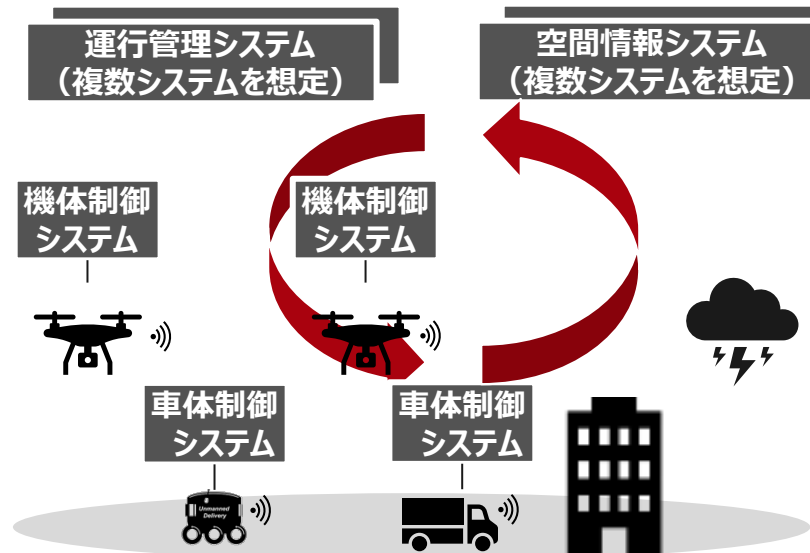 運行管理システム
（複数システムを想定）
空間情報システム
（複数システムを想定）
機体制御
システム
機体制御
システム
車体制御
システム
車体制御
システム
Unmanned
Delivery